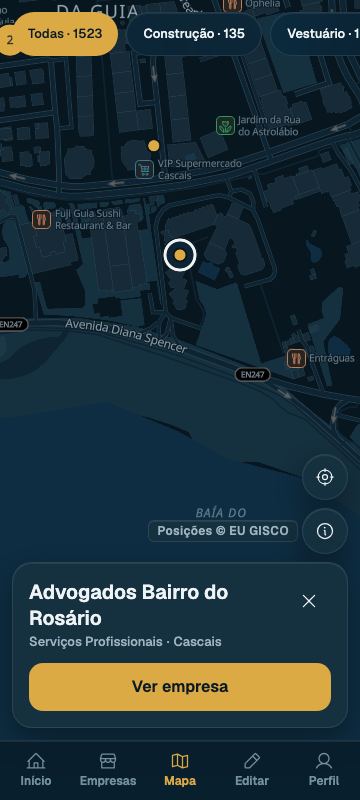 DA GUIA
Ophelia
2
Todas · 1523
Construção · 135
Vestuário · 1
Jardim da Rua
do Astrolábio
VIP Supermercado
Cascais
Fuji Guia Sushi
Restaurant & Bar
EN247
Avenida Diana Spencer
Entráguas
EN247
BAÍA DO
Posições © EU GISCO
Advogados Bairro do
Rosário
Serviços Profissionais · Cascais
Ver empresa
Início
Empresas
Mapa
Editar
Perfil